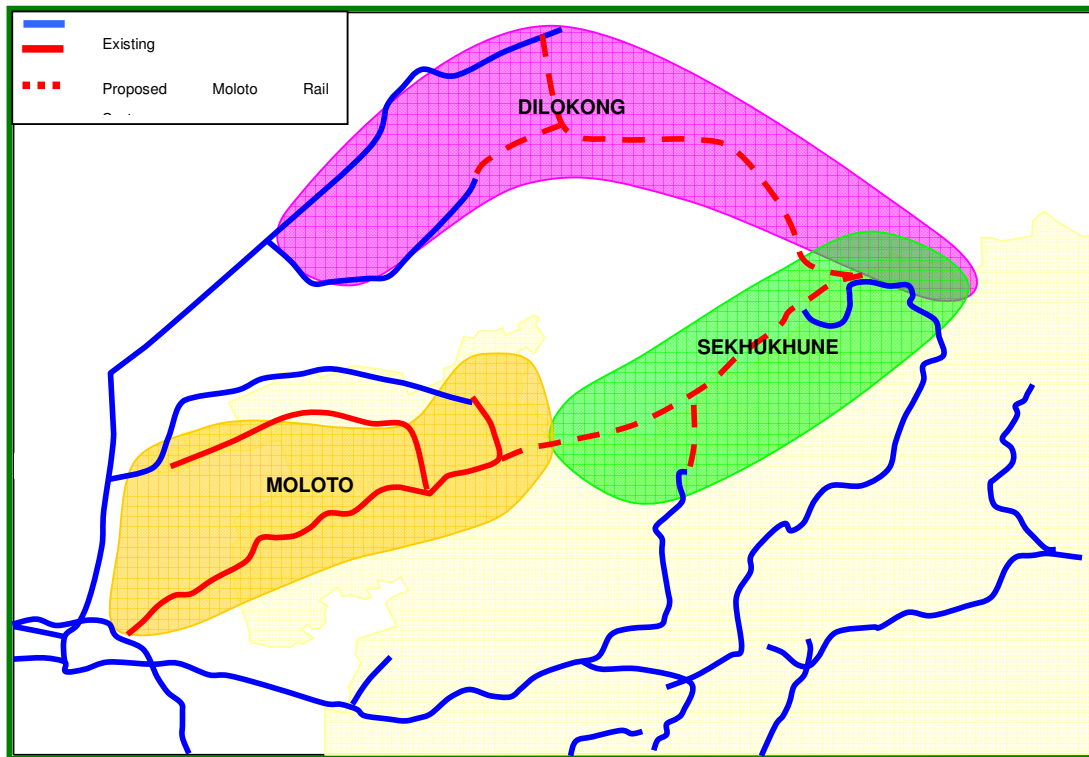 Existing
Proposed Moloto Rail
DILOKONG
SEKHUKHUNE
MOLOTO